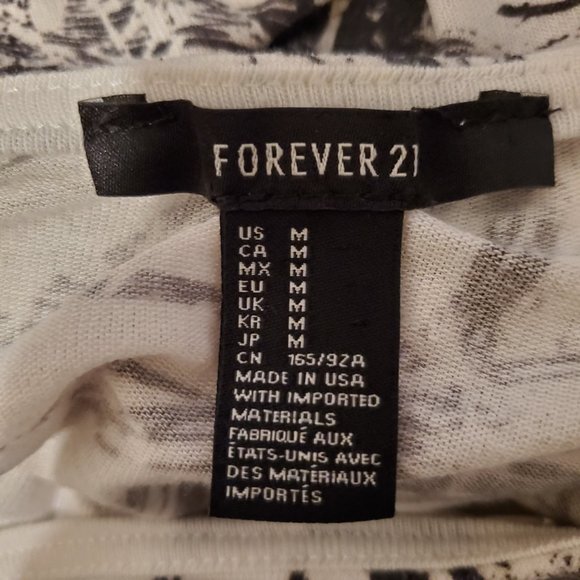 FOREVER 21
US M
CA M
MX M
EU M
UK M
KR M
JP M
CN 165/92A
MADE IN USA
WITH IMPORTED
MATERIALS
FABRIQUÉ AUX
ÉTATS-UNIS AVEC
DES MATÉRIAUX
IMPORTÉS